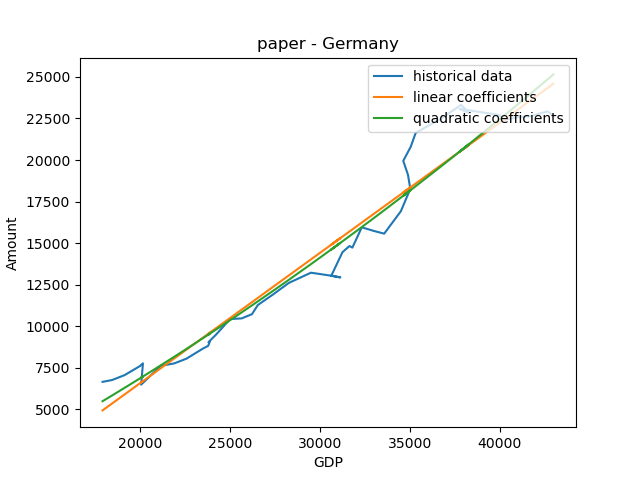 paper - Germany
historical data
linear coefficients
quadratic coefficients
Amount
25000
22500
20000
17500
15000
12500
10000
7500
5000
20000 25000 30000 35000 40000
GDP